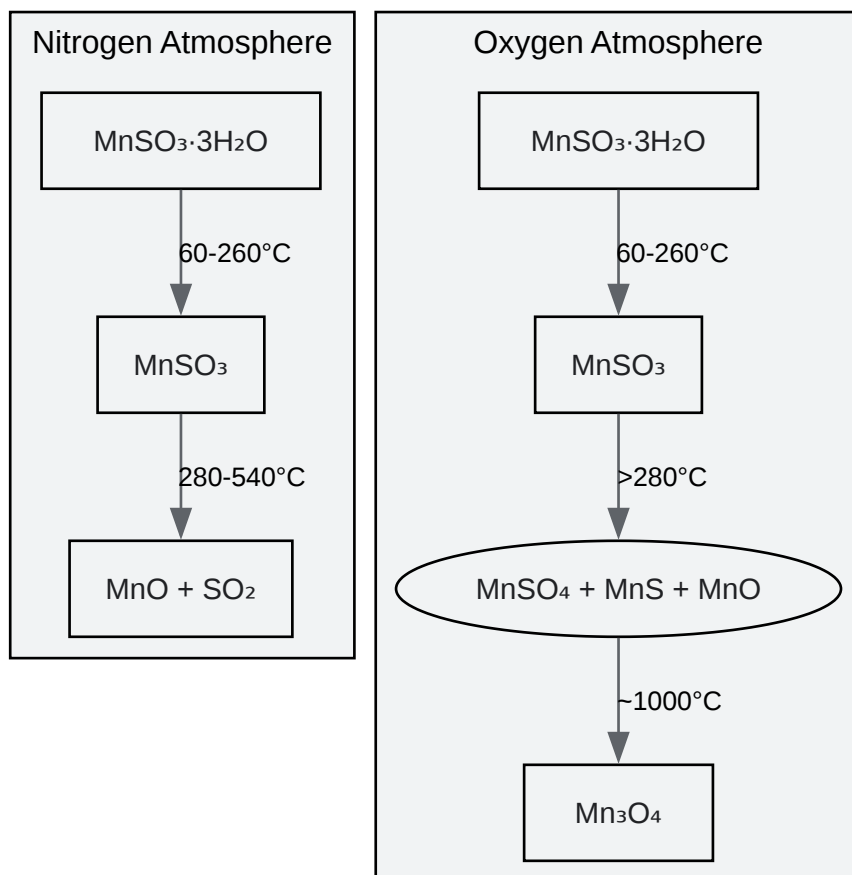 Nitrogen Atmosphere
MnSO₃·3H₂O
60-260°C
MnSO₃
280-540°C
MnO + SO₂
Oxygen Atmosphere
MnSO₃·3H₂O
60-260°C
MnSO₃
>280°C
MnSO₄ + MnS + MnO
~1000°C
Mn₃O₄